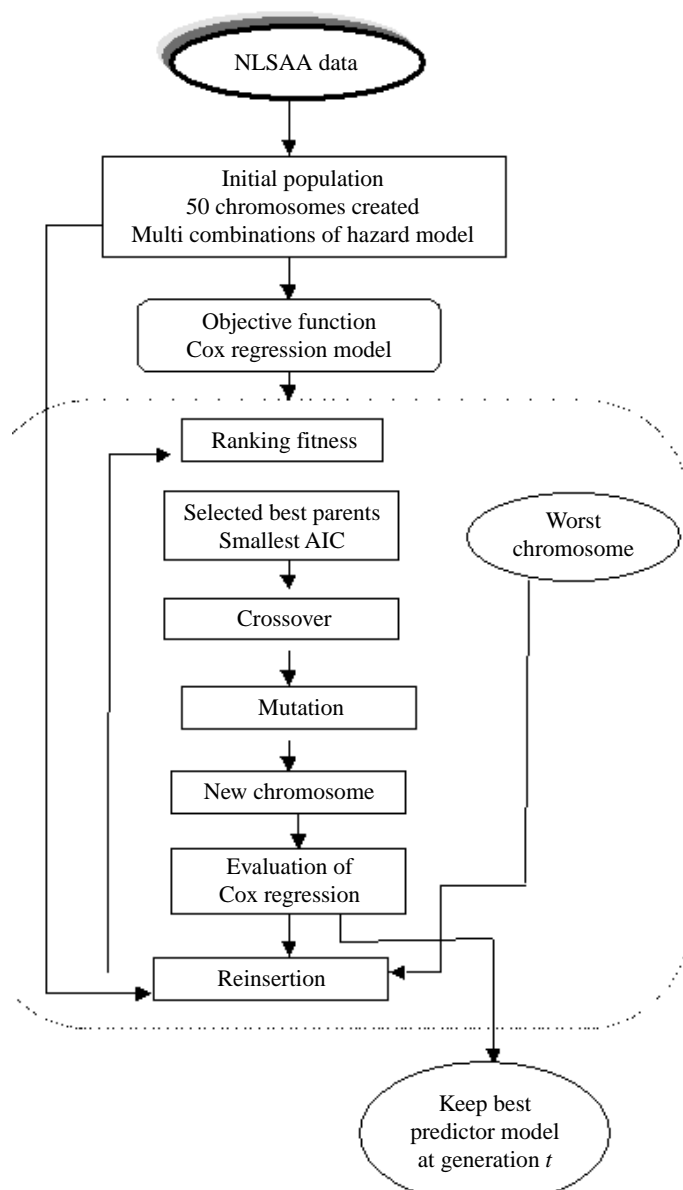 NLSAA data
Initial population
50 chromosomes created
Multi combinations of hazard model
Objective function
Cox regression model
Ranking fitness
Selected best parents
Smallest AIC
Worst
chromosome
Crossover
Mutation
New chromosome
Evaluation of
Cox regression
Reinsertion
Keep best
predictor model
at generation t